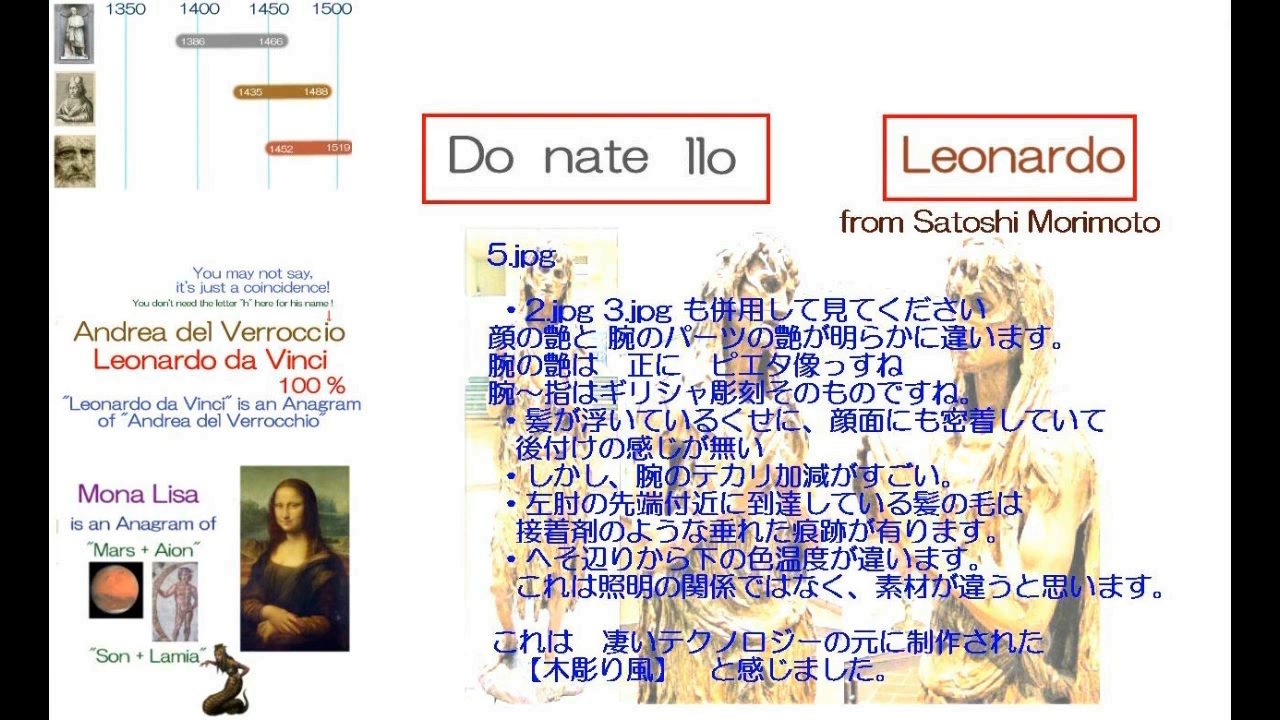 1350 1400 1450 1500
1386 1466
1435 1488
1452 1519
Do nate llo
Leonardo
from Satoshi Morimoto
You may not say,
it's just a coincidence!
You don't need the letter "h" here for his name !
↓
Andrea del Verroccio
Leonardo da Vinci
100 %
"Leonardo da Vinci" is an Anagram
of "Andrea del Verrocchio"
Mona Lisa
is an Anagram of
"Mars + Aion"
"Son + Lamia"
5.jpg
・2.jpg 3.jpg も併用して見てください
顔の艶と 腕のパーツの艶が明らかに違います。
腕の艶は 正に ピエタ像っすね
腕～指はギリシャ彫刻そのものですね。
・髪が浮いているくせに、顔面にも密着していて
後付けの感じが無い
・しかし、腕のテカリ加減がすごい。
・左肘の先端付近に到達している髪の毛は
接着剤のような垂れた痕跡が有ります。
・へそ辺りから下の色温度が違います。
これは照明の関係ではなく、素材が違うと思います。
これは 凄いテクノロジーの元に制作された
【木彫り風】 と感じました。